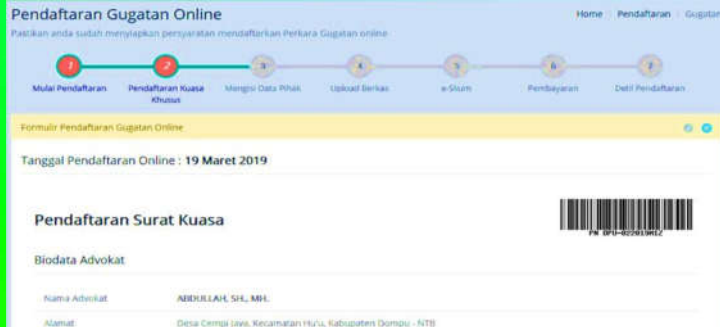 Pendaftaran Gugatan Online
Home Pendaftaran Gugatan
Pastikan anda sudah menyiapkan persyaratan mendaftarkan Perkara Gugatan online
1 2 3 4 5 6 7
Mulai Pendaftaran Pendaftaran Kuasa Khusus Mengisi Data Pihak Upload Berkas e-Skum Pembayaran Detil Pendaftaran
Formulir Pendaftaran Gugatan Online
Tanggal Pendaftaran Online : 19 Maret 2019
Pendaftaran Surat Kuasa
Biodata Advokat
Nama Advokat ABDULLAH, SH., MH.
Alamat Desa Cempi Jaya, Kecamatan Hu'u, Kabupaten Dompu - NTB